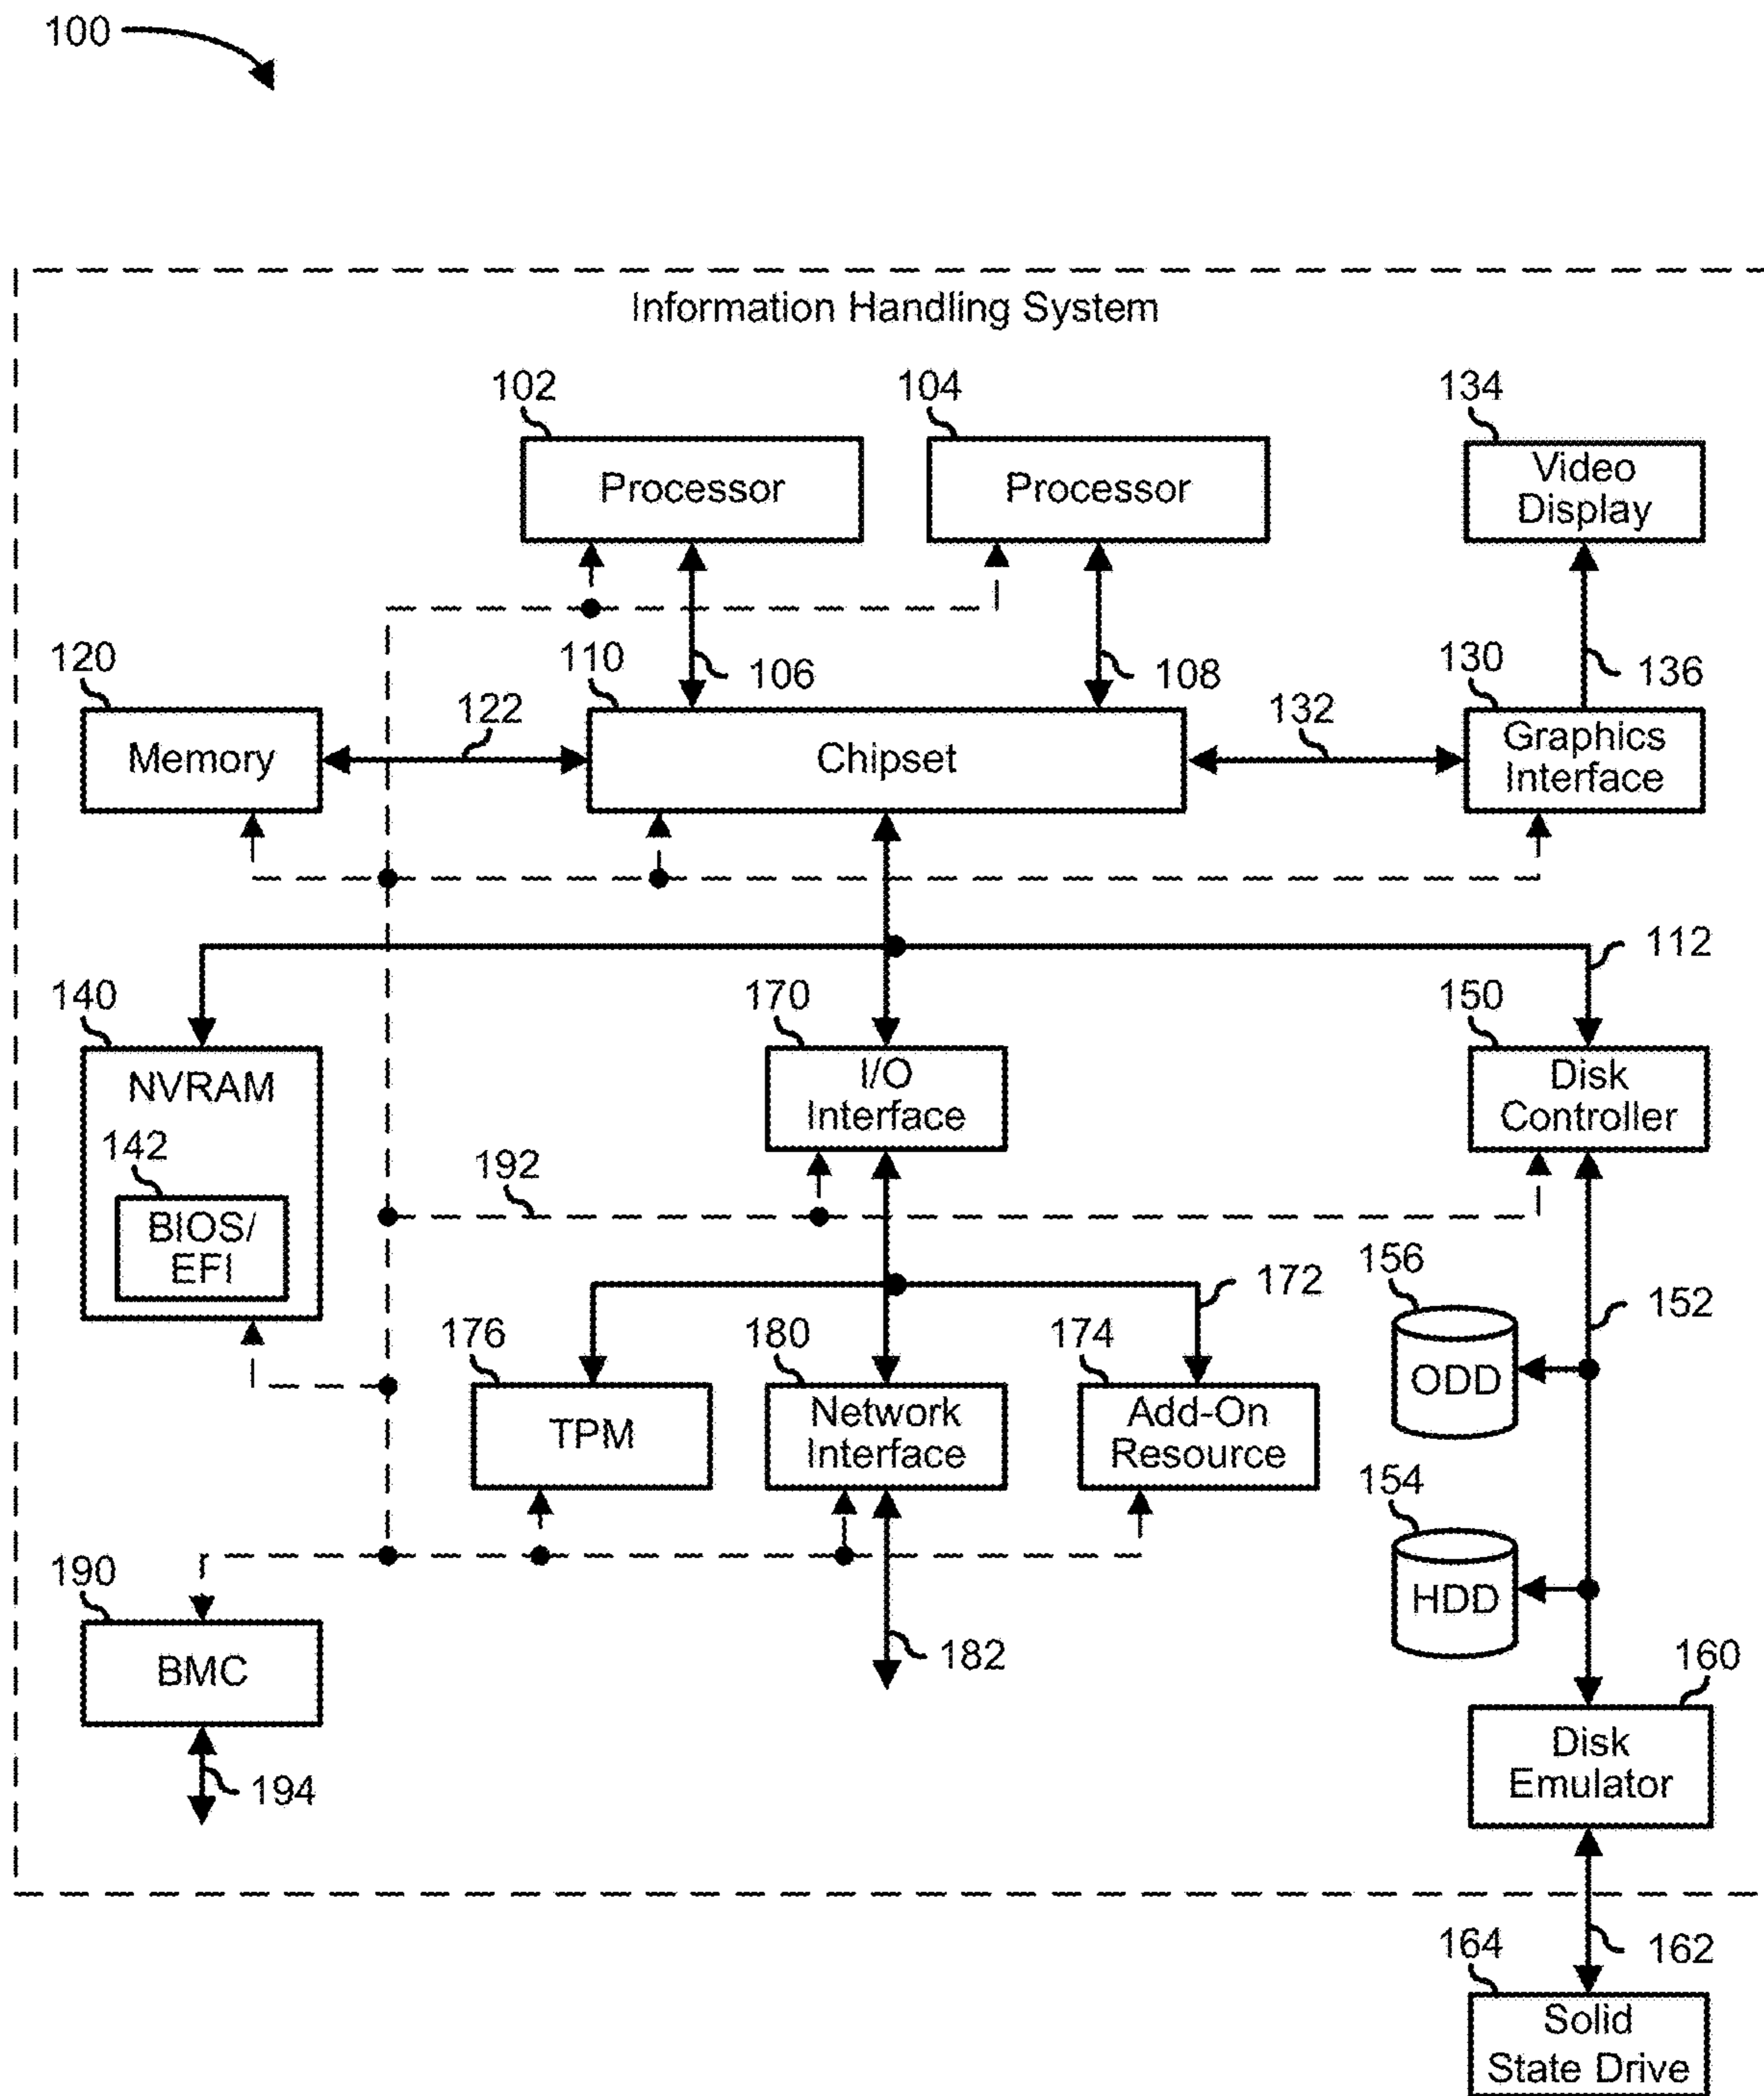 100
Information Handling System
102
104
134
Processor
Processor
Video
Display
120
110
106
108
130
136
122
132
Memory
Chipset
Graphics
Interface
112
140
170
150
NVRAM
I/O
Interface
Disk
Controller
142
192
BIOS/
EFI
156
172
152
176
180
174
ODD
TPM
Network
Interface
Add-On
Resource
154
190
HDD
BMC
182
160
Disk
Emulator
194
164
162
Solid
State Drive